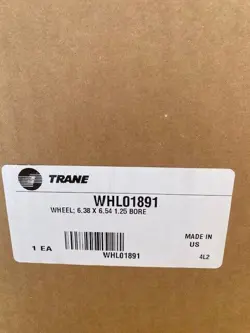 TRANE
WHL01891
WHEEL; 6.38 X 6.54 1.25 BORE
1 EA
MADE IN
US
WHL01891
4L2